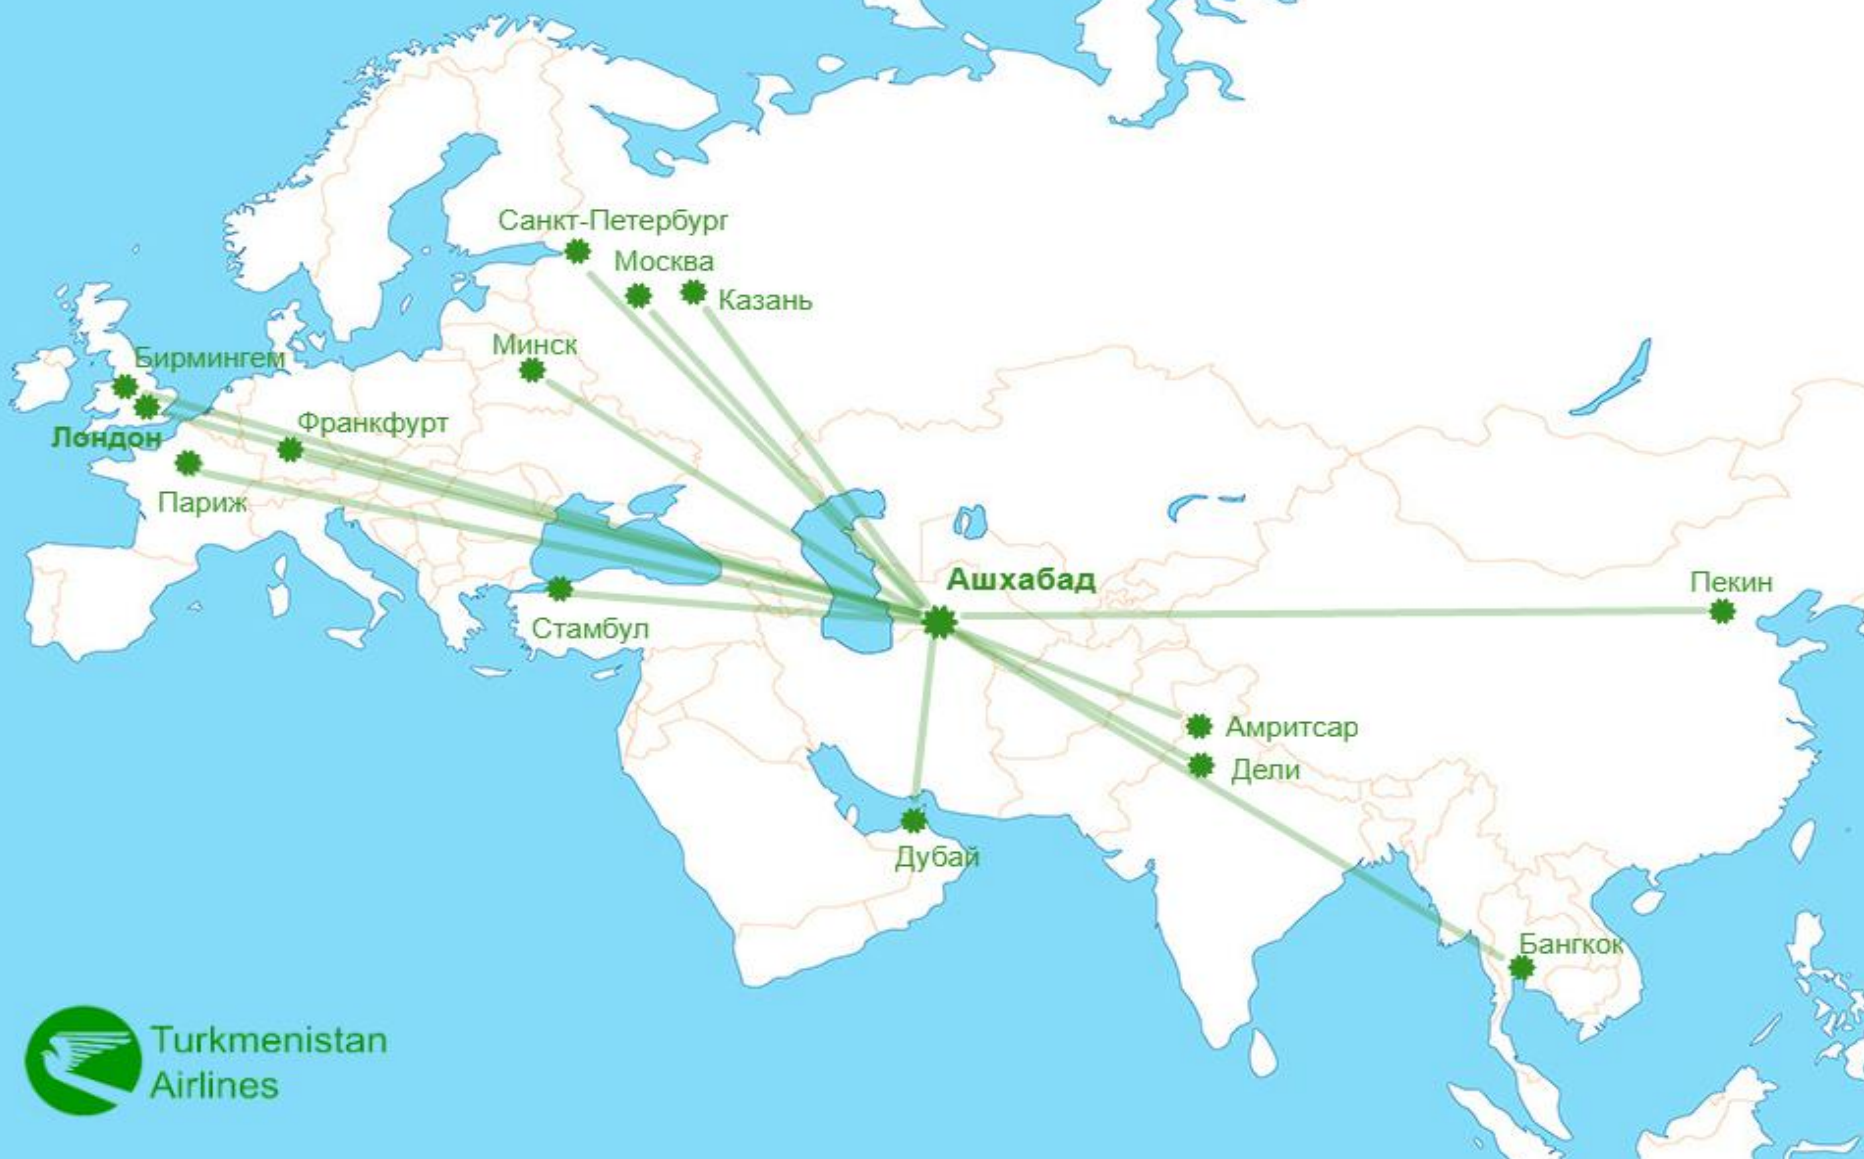 Санкт-Петербург
Москва
Казань
Минск
Бирмингем
Франкфурт
Лондон
Париж
Ашхабад
Пекин
Стамбул
Амритсар
Дели
Дубай
Бангкок
Turkmenistan
Airlines